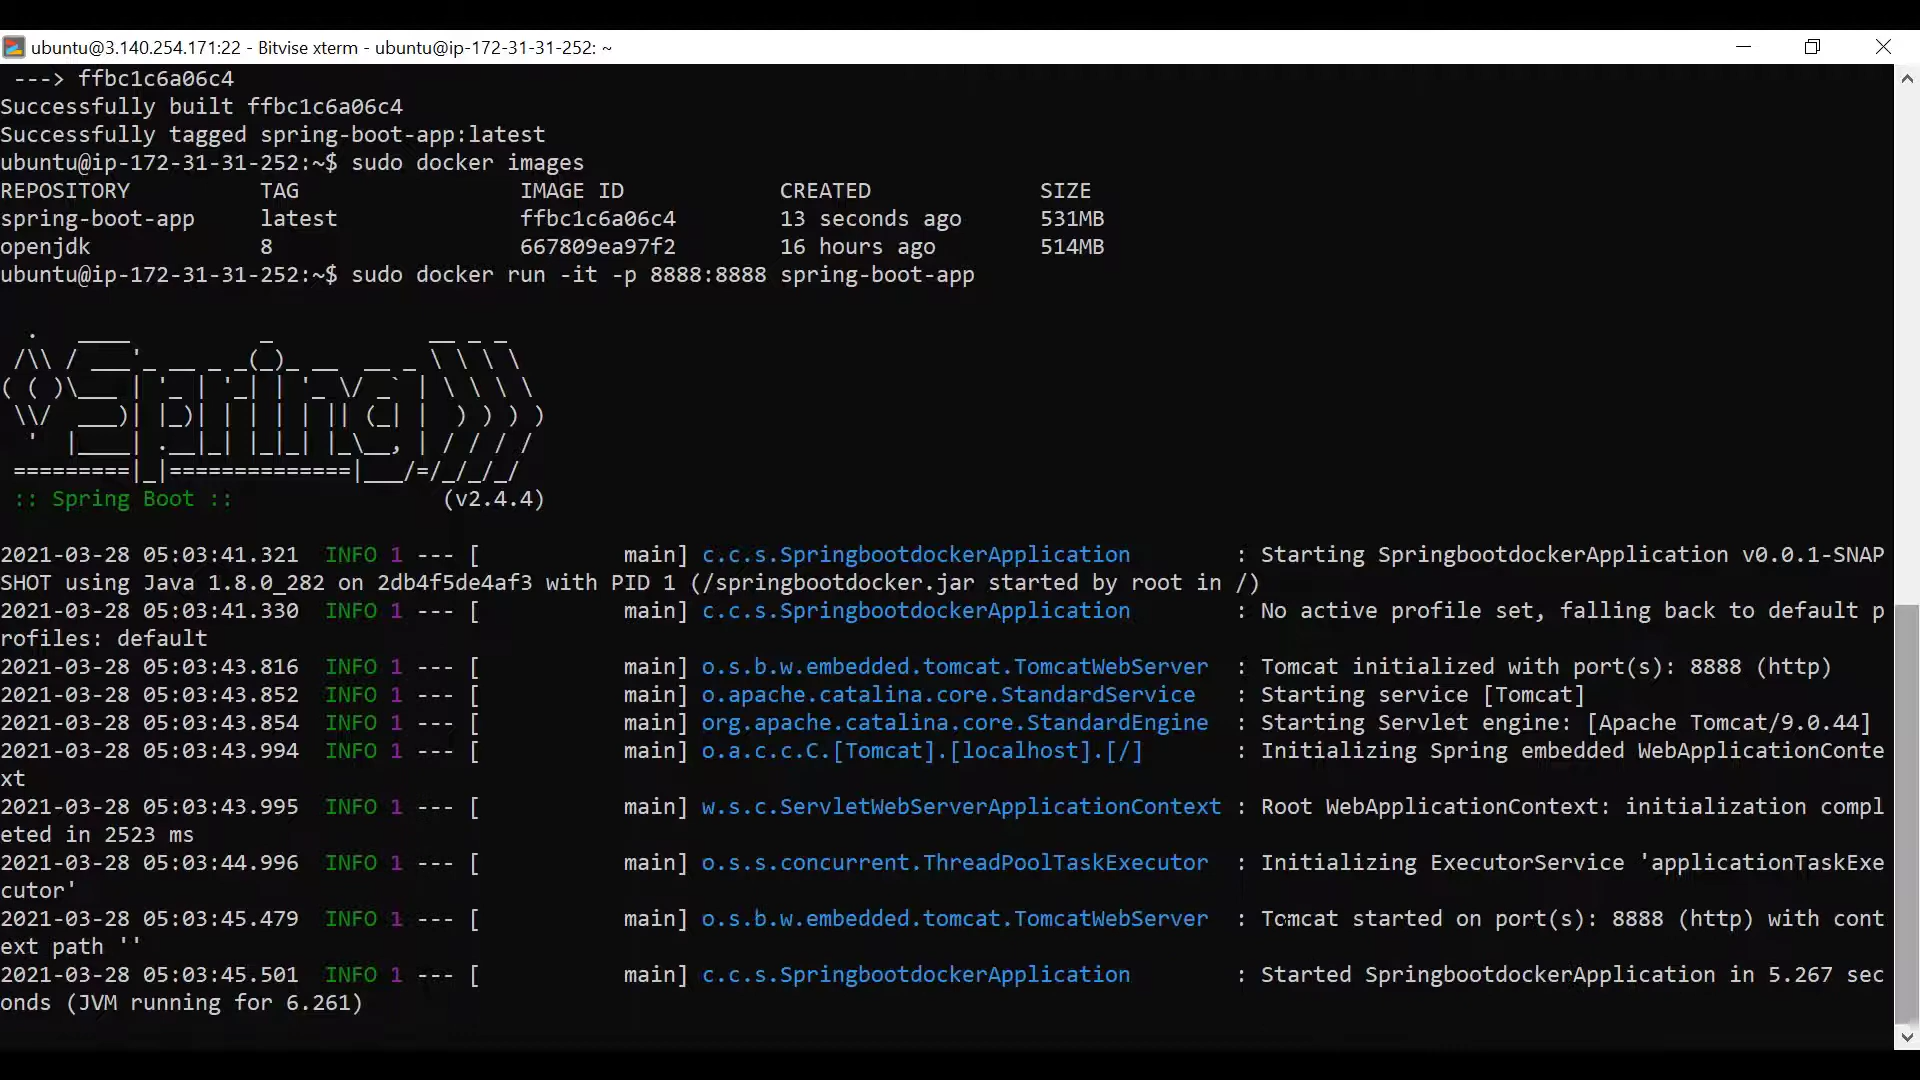 ubuntu@3.140.254.171:22 - Bitvise xterm - ubuntu@ip-172-31-31-252: ~
 ---> ffbc1c6a06c4
Successfully built ffbc1c6a06c4
Successfully tagged spring-boot-app:latest
ubuntu@ip-172-31-31-252:~$ sudo docker images
REPOSITORY          TAG                 IMAGE ID            CREATED             SIZE
spring-boot-app     latest              ffbc1c6a06c4        13 seconds ago      531MB
openjdk             8                   667809ea97f2        16 hours ago        514MB
ubuntu@ip-172-31-31-252:~$ sudo docker run -it -p 8888:8888 spring-boot-app
  .   ____          _            __ _ _
 /\\ / ___'_ __ _ _(_)_ __  __ _ \ \ \ \
( ( )\___ | '_ | '_| | '_ \/ _` | \ \ \ \
 \\/  ___)| |_)| | | | | || (_| |  ) ) ) )
  '  |____| .__|_| |_|_| |_\__, | / / / /
 =========|_|==============|___/=/_/_/_/
 :: Spring Boot ::                (v2.4.4)
2021-03-28 05:03:41.321  INFO 1 --- [           main] c.c.s.SpringbootdockerApplication        : Starting SpringbootdockerApplication v0.0.1-SNAP
SHOT using Java 1.8.0_282 on 2db4f5de4af3 with PID 1 (/springbootdocker.jar started by root in /)
2021-03-28 05:03:41.330  INFO 1 --- [           main] c.c.s.SpringbootdockerApplication        : No active profile set, falling back to default p
rofiles: default
2021-03-28 05:03:43.816  INFO 1 --- [           main] o.s.b.w.embedded.tomcat.TomcatWebServer  : Tomcat initialized with port(s): 8888 (http)
2021-03-28 05:03:43.852  INFO 1 --- [           main] o.apache.catalina.core.StandardService   : Starting service [Tomcat]
2021-03-28 05:03:43.854  INFO 1 --- [           main] org.apache.catalina.core.StandardEngine  : Starting Servlet engine: [Apache Tomcat/9.0.44]
2021-03-28 05:03:43.994  INFO 1 --- [           main] o.a.c.c.C.[Tomcat].[localhost].[/]       : Initializing Spring embedded WebApplicationConte
xt
2021-03-28 05:03:43.995  INFO 1 --- [           main] w.s.c.ServletWebServerApplicationContext : Root WebApplicationContext: initialization compl
eted in 2523 ms
2021-03-28 05:03:44.996  INFO 1 --- [           main] o.s.s.concurrent.ThreadPoolTaskExecutor  : Initializing ExecutorService 'applicationTaskExe
cutor'
2021-03-28 05:03:45.479  INFO 1 --- [           main] o.s.b.w.embedded.tomcat.TomcatWebServer  : Tomcat started on port(s): 8888 (http) with cont
ext path ''
2021-03-28 05:03:45.501  INFO 1 --- [           main] c.c.s.SpringbootdockerApplication        : Started SpringbootdockerApplication in 5.267 sec
onds (JVM running for 6.261)